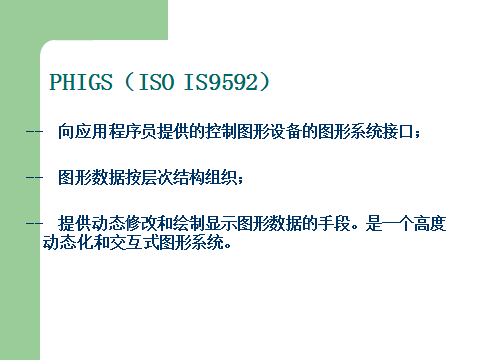 PHIGS（ISO IS9592）
-- 向应用程序员提供的控制图形设备的图形系统接口；
-- 图形数据按层次结构组织；
-- 提供动态修改和绘制显示图形数据的手段。是一个高度
动态化和交互式图形系统。